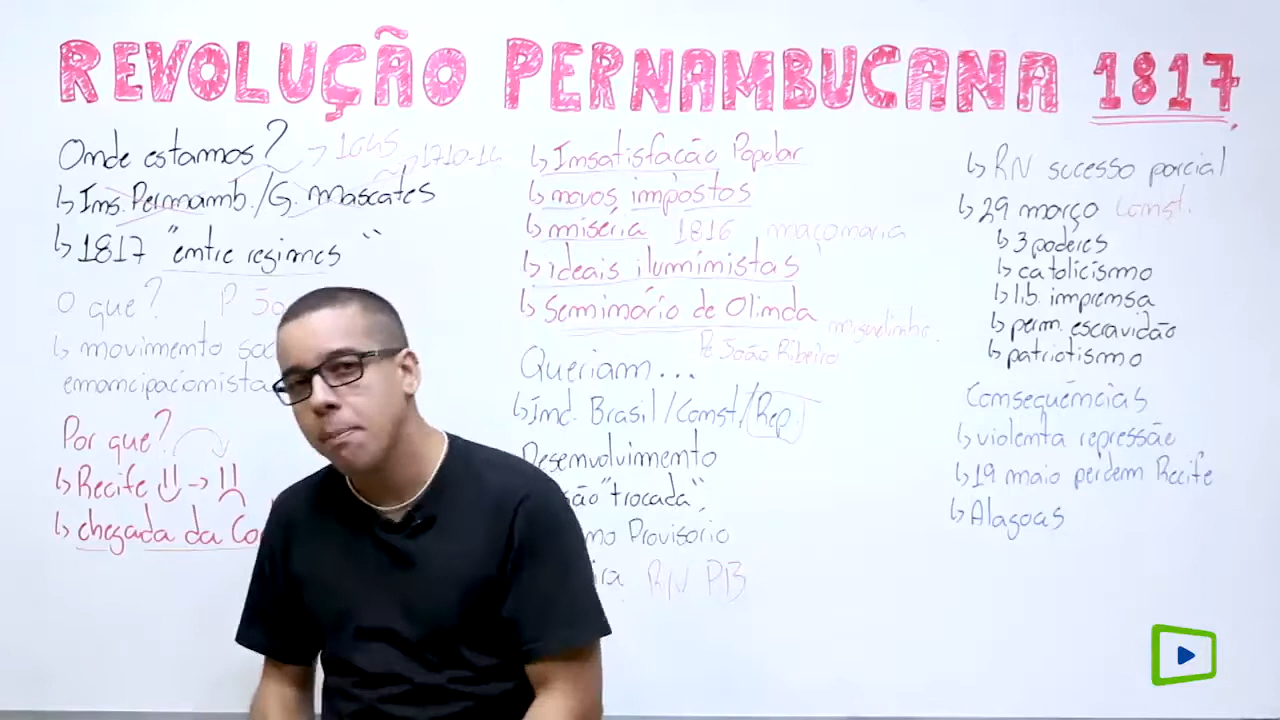 REVOLUÇÃO PERNAMBUCANA 1817
Onde estamos? → 1645
→ 1710-14
↳ Ins. Pernamb./G. mascates
↳ 1817 "entre regimes"
O que?
↳ movimento
emancipacionista
Por que?
↳ Recife →
↳ chegada da
↳ Insatisfação Popular
↳ novos impostos
↳ miséria 1816 maçonaria
↳ ideais iluministas
↳ Seminário de Olinda
miguelinho.
Pe João Ribeiro
Queriam...
↳ Ind. Brasil/Const/Rep.
Desenvolvimento
"trocada"
Provisório
RN PB
↳ RN sucesso parcial
↳ 29 março Const.
↳ 3 poderes
↳ catolicismo
↳ lib. imprensa
↳ perm. escravidão
↳ patriotismo
Consequências
↳ violenta repressão
↳ 19 maio perdem Recife
↳ Alagoas